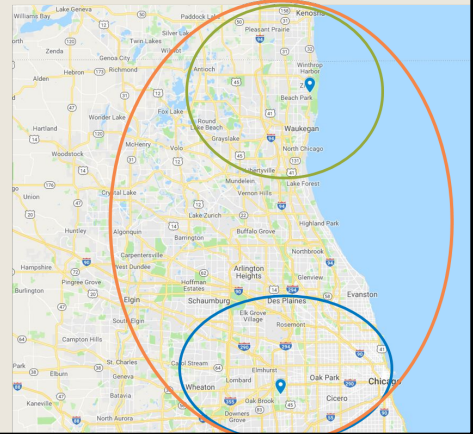 Lake Geneva
Williams Bay
Paddock Lake
Kenosha
Pleasant Prairie
Silver Lake
Twin Lakes
Wilmot
Zenda
Genoa City
Hebron
Richmond
Alden
Antioch
Winthrop
Harbor
Beach Park
Fox Lake
Wonder Lake
Round
Lake Beach
Waukegan
Hartland
Grayslake
McHenry
Volo
North Chicago
Woodstock
Libertyville
Mundelein
Lake Forest
Union
Crystal Lake
Vernon Hills
Lake Zurich
Highland Park
Huntley
Algonquin
Buffalo Grove
Barrington
Carpentersville
Northbrook
Hampshire
West Dundee
Arlington
Heights
Glenview
Pingree Grove
Hoffman
Estates
Burlington
Elgin
Schaumburg
Des Plaines
Evanston
South Elgin
Elk Grove
Village
Rosemont
Campton Hills
St. Charles
Carol Stream
Elmhurst
Park
Elburn
Geneva
Wheaton
Lombard
Oak Park
Chicago
Batavia
Oak Brook
Cicero
Kaneville
North Aurora
Downers
Grove